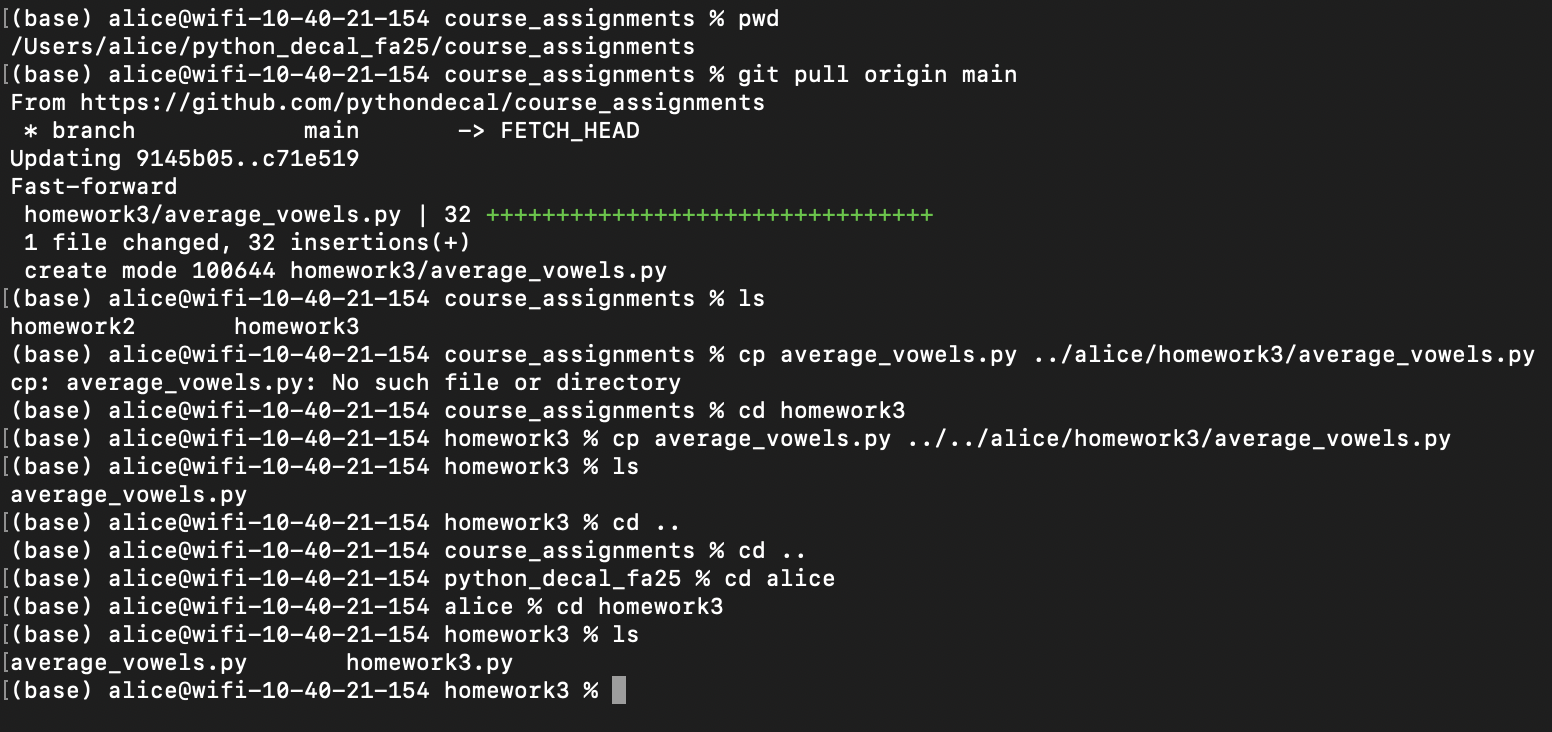 [(base) alice@wifi-10-40-21-154 course_assignments % pwd
/Users/alice/python_decal_fa25/course_assignments
[(base) alice@wifi-10-40-21-154 course_assignments % git pull origin main
From https://github.com/pythondecal/course_assignments
 * branch            main       -> FETCH_HEAD
Updating 9145b05..c71e519
Fast-forward
 homework3/average_vowels.py | 32 ++++++++++++++++++++++++++++++++
 1 file changed, 32 insertions(+)
 create mode 100644 homework3/average_vowels.py
[(base) alice@wifi-10-40-21-154 course_assignments % ls
homework2       homework3
(base) alice@wifi-10-40-21-154 course_assignments % cp average_vowels.py ../alice/homework3/average_vowels.py
cp: average_vowels.py: No such file or directory
(base) alice@wifi-10-40-21-154 course_assignments % cd homework3
[(base) alice@wifi-10-40-21-154 homework3 % cp average_vowels.py ../../alice/homework3/average_vowels.py
[(base) alice@wifi-10-40-21-154 homework3 % ls
average_vowels.py
[(base) alice@wifi-10-40-21-154 homework3 % cd ..
(base) alice@wifi-10-40-21-154 course_assignments % cd ..
[(base) alice@wifi-10-40-21-154 python_decal_fa25 % cd alice
[(base) alice@wifi-10-40-21-154 alice % cd homework3
[(base) alice@wifi-10-40-21-154 homework3 % ls
[average_vowels.py       homework3.py
[(base) alice@wifi-10-40-21-154 homework3 %